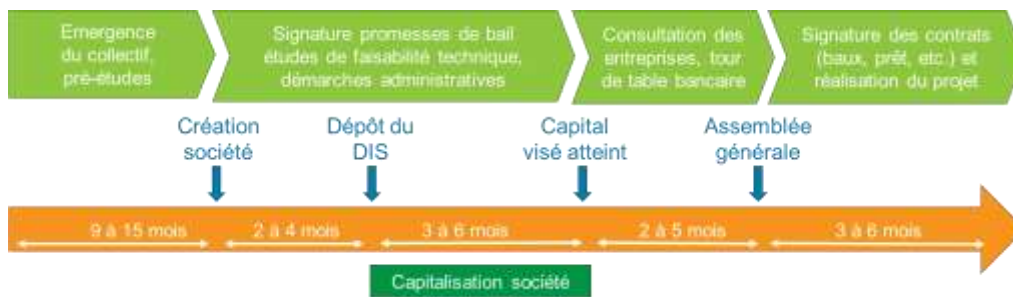 Emergence
du collectif,
pré-études
Signature promesses de bail
études de faisabilité technique,
démarches administratives
Consultation des
entreprises, tour
de table bancaire
Signature des contrats
(baux, prêt, etc.) et
réalisation du projet
Création
société
Dépôt du
DIS
Capital
visé atteint
Assemblée
générale
9 à 15 mois
2 à 4 mois
3 à 6 mois
2 à 5 mois
3 à 6 mois
Capitalisation société